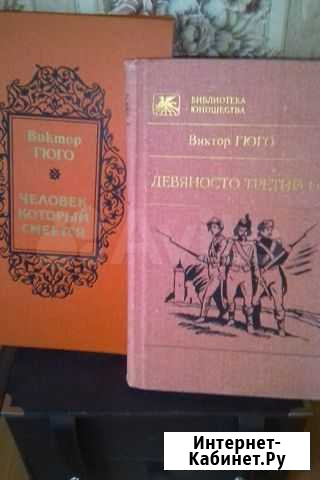 Виктор
ГЮГО
ЧЕЛОВЕК,
КОТОРЫЙ
СМЕЕТСЯ
БИБЛИОТЕКА
ЮНОШЕСТВА
Виктор ГЮГО
ДЕВЯНОСТО ТРЕТИЙ Г
Интернет-
Кабинет.Ру